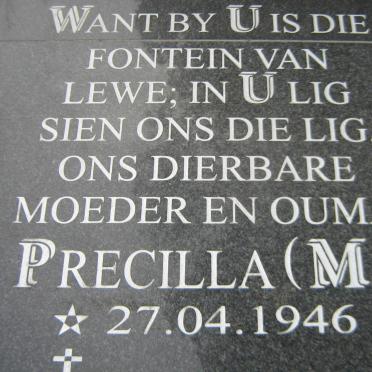 WANT BY U IS DIE
FONTEIN VAN
LEWE; IN U LIG
SIEN ONS DIE LIG
ONS DIERBARE
MOEDER EN OUM
PRECILLA (M
☆ 27.04.1946